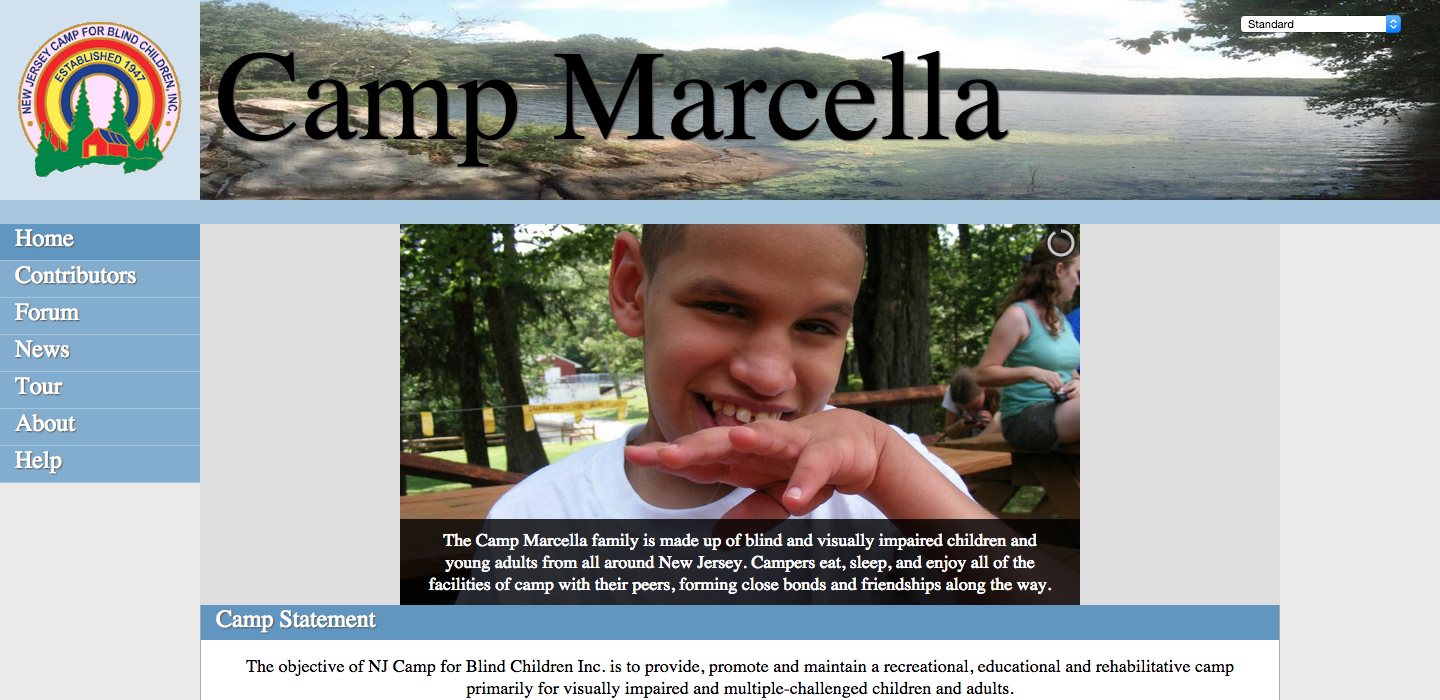 NEW JERSEY CAMP FOR BLIND CHILDREN, INC.
ESTABLISHED 1947
Camp Marcella
Standard
Home
Contributors
Forum
News
Tour
About
Help
The Camp Marcella family is made up of blind and visually impaired children and
young adults from all around New Jersey. Campers eat, sleep, and enjoy all of the
facilities of camp with their peers, forming close bonds and friendships along the way.
Camp Statement
The objective of NJ Camp for Blind Children Inc. is to provide, promote and maintain a recreational, educational and rehabilitative camp
primarily for visually impaired and multiple-challenged children and adults.